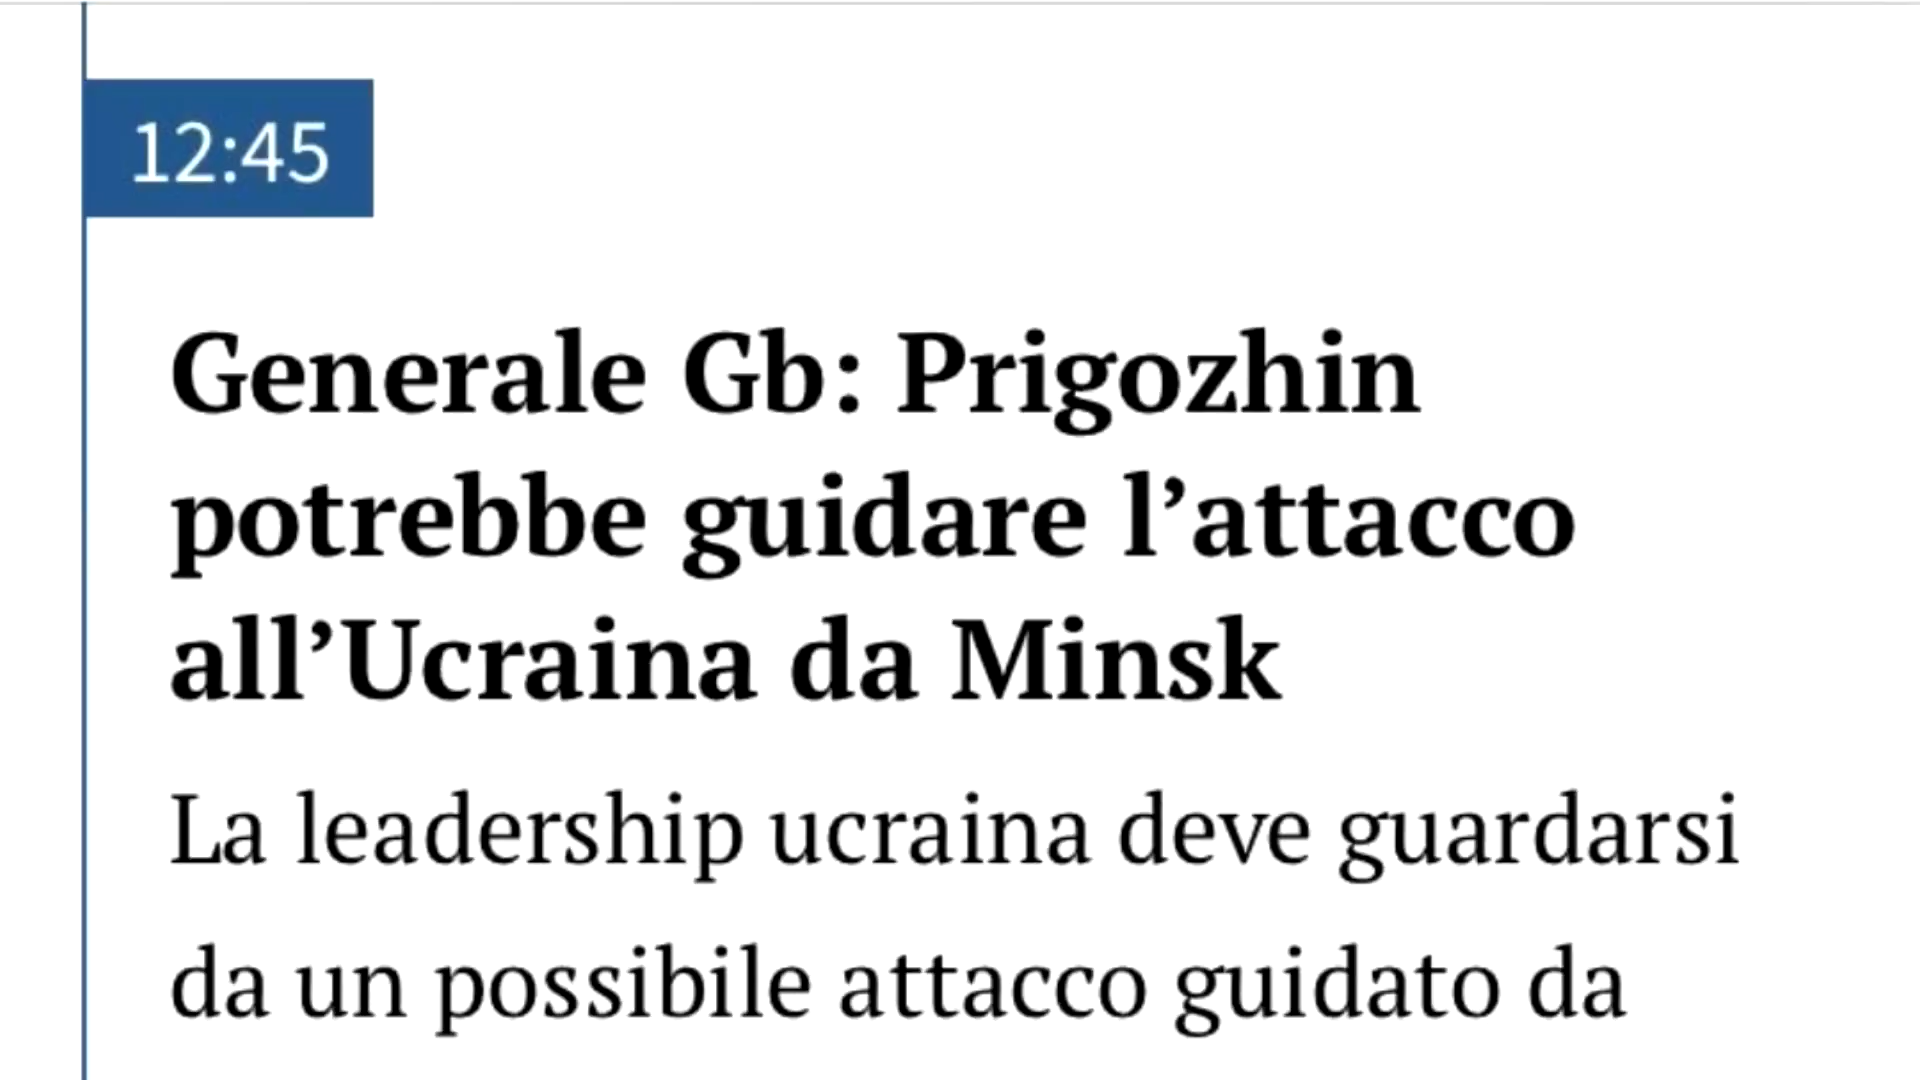 12:45
Generale Gb: Prigozhin
potrebbe guidare l’attacco
all’Ucraina da Minsk
La leadership ucraina deve guardarsi
da un possibile attacco guidato da